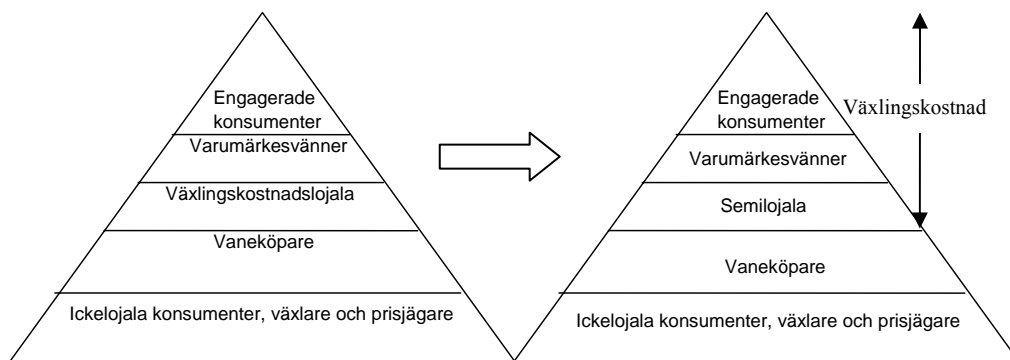 Engagerade
konsumenter
Varumärkesvänner
Växlingskostnadslojala
Vaneköpare
Ickelojala konsumenter, växlare och prisjägare
Engagerade
konsumenter
Varumärkesvänner
Semilojala
Vaneköpare
Ickelojala konsumenter, växlare och prisjägare
Växlingskostnad